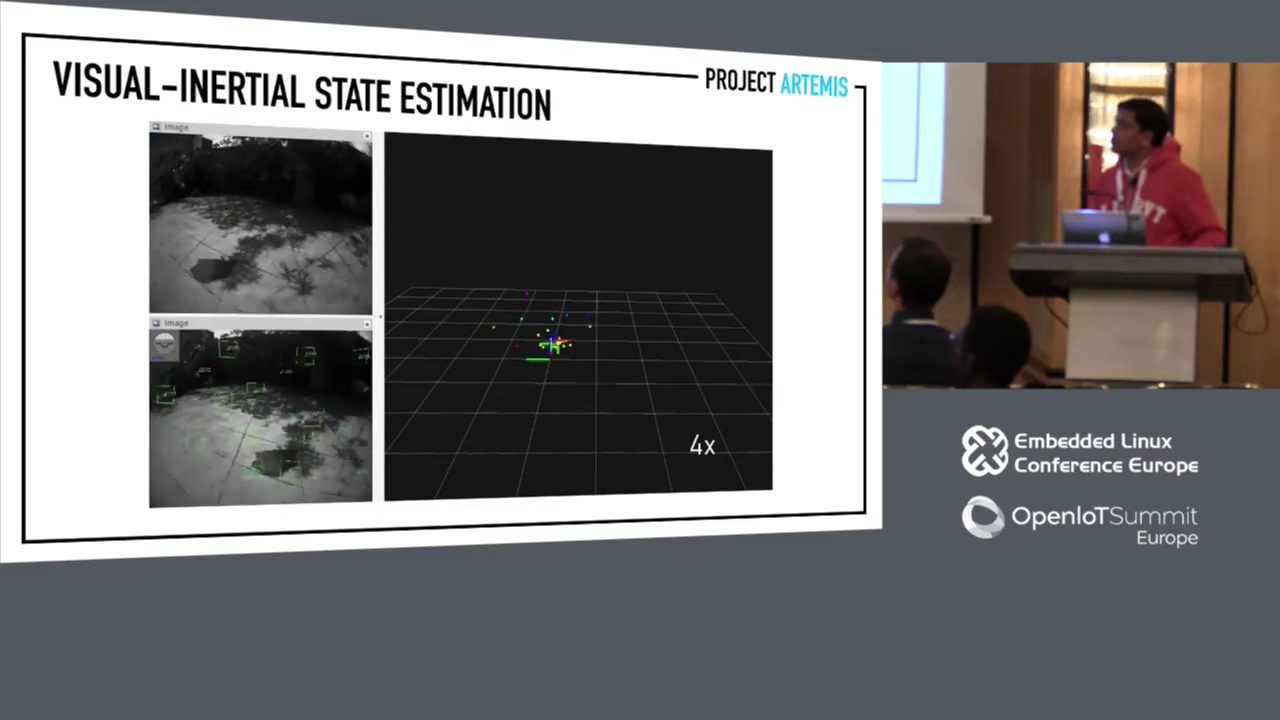 VISUAL-INERTIAL STATE ESTIMATION
PROJECT ARTEMIS
Image
Image
4x
Embedded Linux
Conference Europe
OpenIoTSummit
Europe